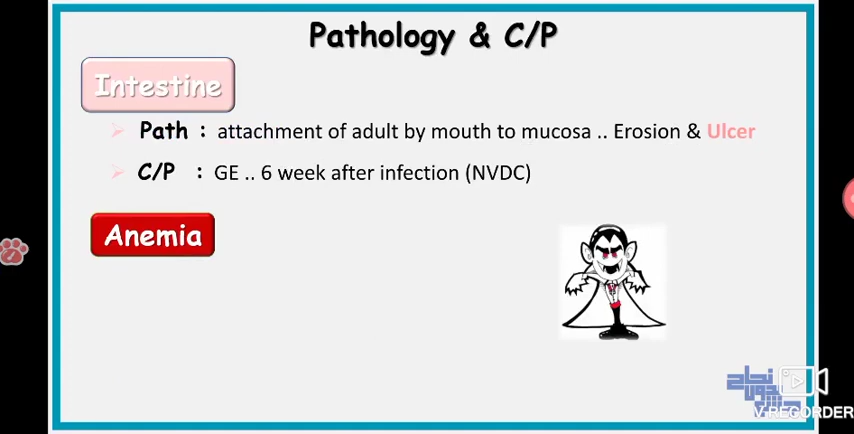 Pathology & C/P
Intestine
Path : attachment of adult by mouth to mucosa .. Erosion & Ulcer
C/P : GE .. 6 week after infection (NVDC)
Anemia
V RECORDER